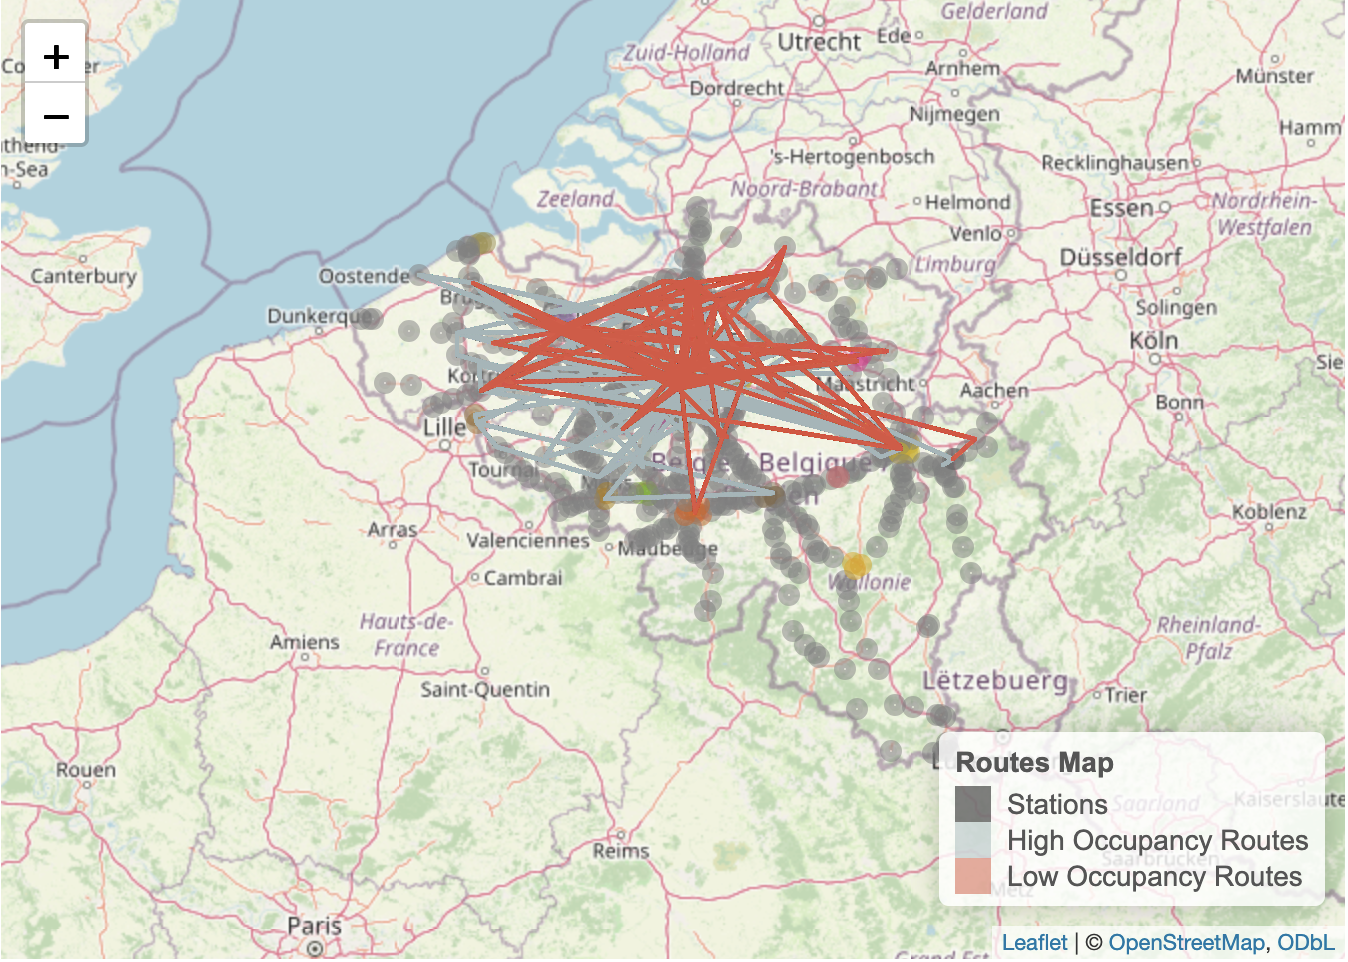 +
−
Gelderland
Utrecht
Ede
Zuid-Holland
Arnhem
Münster
Dordrecht
Nijmegen
Hamm
's-Hertogenbosch
Recklinghausen
n-Sea
Noord-Brabant
Zeeland
Helmond
Essen
Nordrhein-
Westfalen
Venlo
Canterbury
Oostende
Limburg
Düsseldorf
Dunkerque
Solingen
Köln
Maastricht
Aachen
Bonn
Lille
België / Belgique
Tournai
Koblenz
Arras
Valenciennes
Maubeuge
Cambrai
Wallonie
Hauts-de-
France
Amiens
Rheinland-
Pfalz
Saint-Quentin
Lëtzebuerg
Trier
Rouen
Reims
Paris
Routes Map
Stations
High Occupancy Routes
Low Occupancy Routes
Saarland
Saarbrücken
Metz
Leaflet | © OpenStreetMap, ODbL